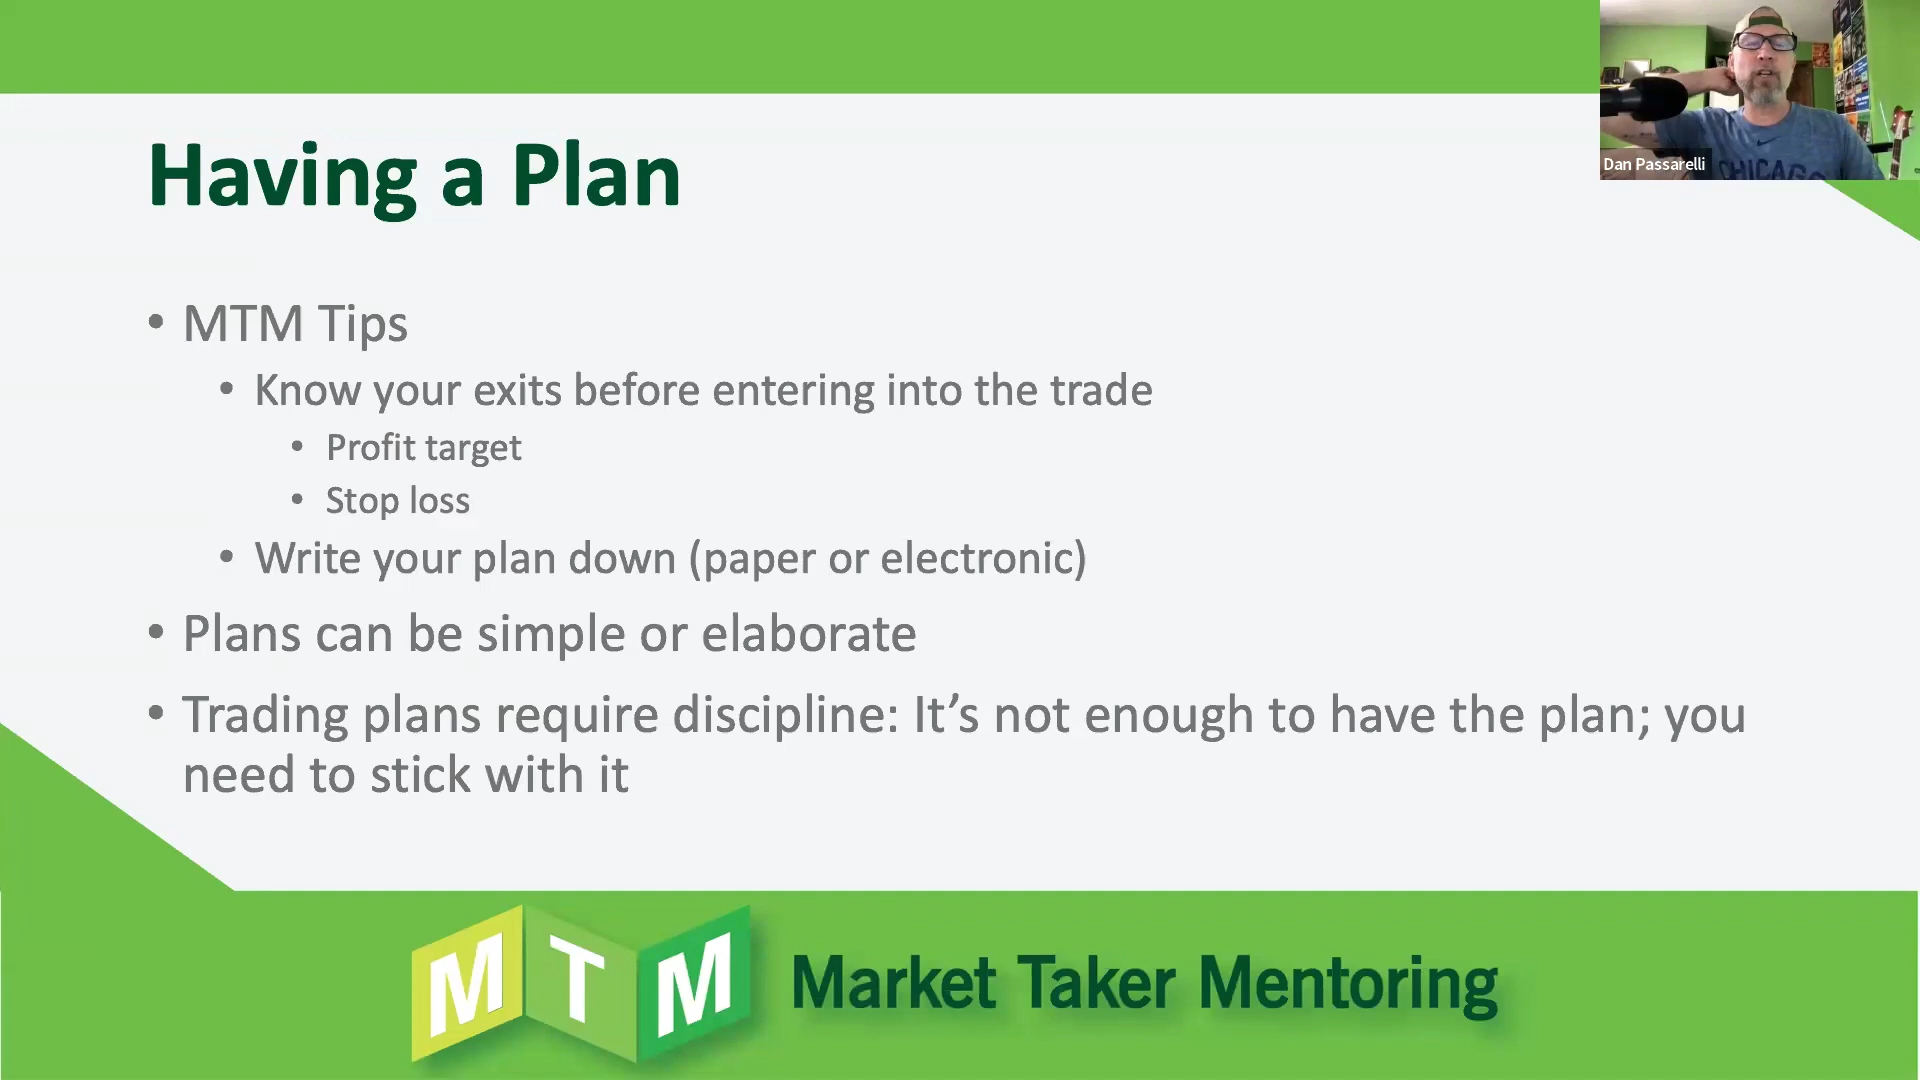 Having a Plan
• MTM Tips
• Know your exits before entering into the trade
• Profit target
• Stop loss
• Write your plan down (paper or electronic)
• Plans can be simple or elaborate
• Trading plans require discipline: It’s not enough to have the plan; you
need to stick with it
Dan Passarelli
CHICAGO
MTM Market Taker Mentoring